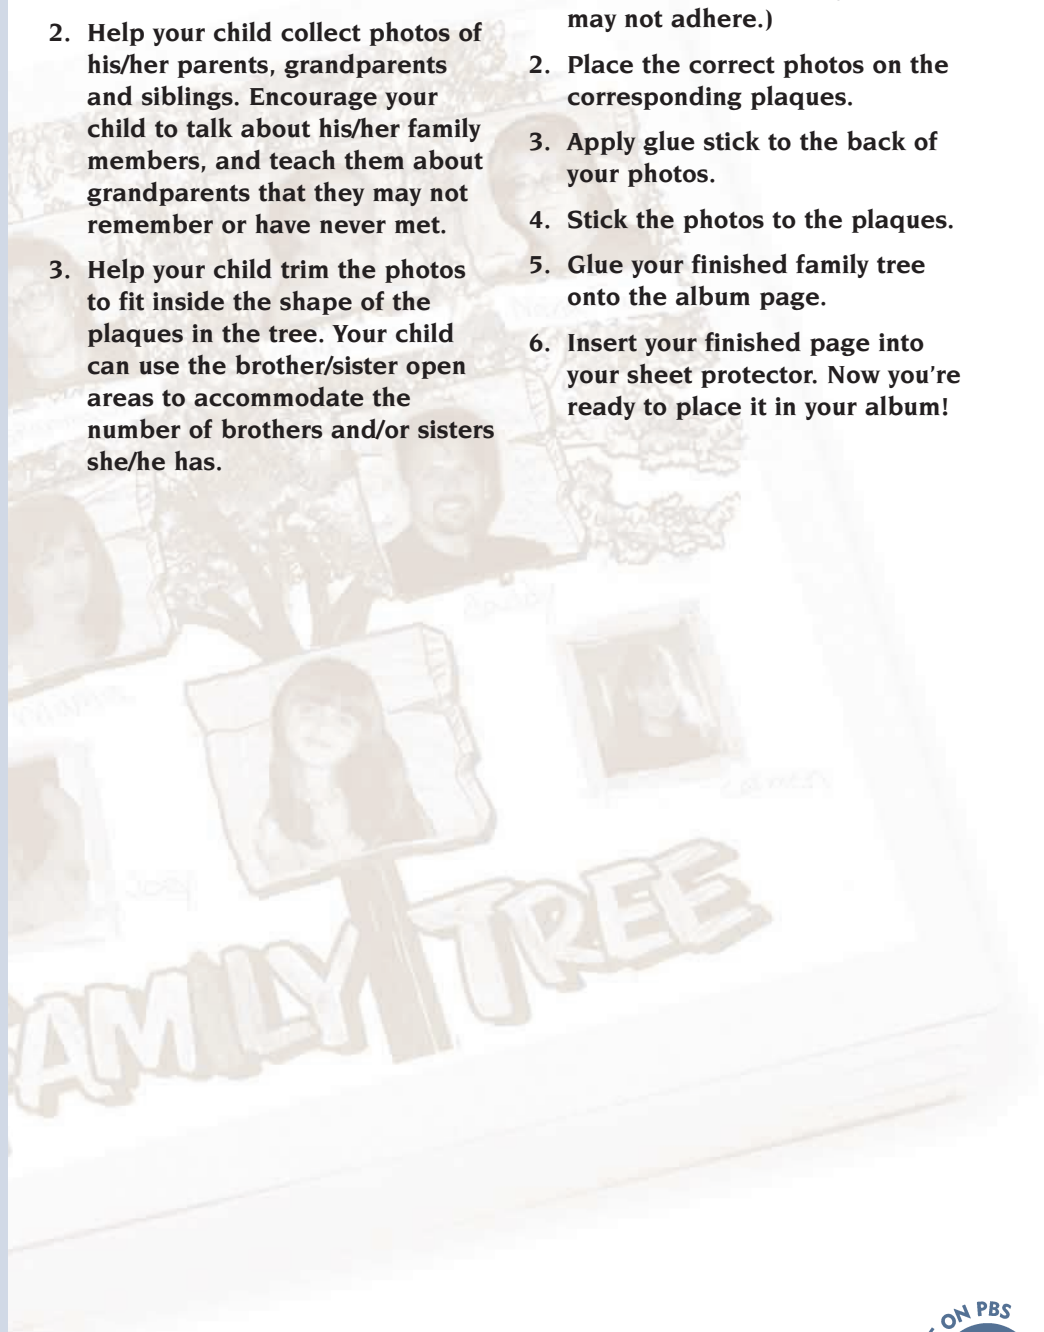 2. Help your child collect photos of
his/her parents, grandparents
and siblings. Encourage your
child to talk about his/her family
members, and teach them about
grandparents that they may not
remember or have never met.
3. Help your child trim the photos
to fit inside the shape of the
plaques in the tree. Your child
can use the brother/sister open
areas to accommodate the
number of brothers and/or sisters
she/he has.
may not adhere.)
2. Place the correct photos on the
corresponding plaques.
3. Apply glue stick to the back of
your photos.
4. Stick the photos to the plaques.
5. Glue your finished family tree
onto the album page.
6. Insert your finished page into
your sheet protector. Now you're
ready to place it in your album!
Joey
AMILY TREE
ON PBS